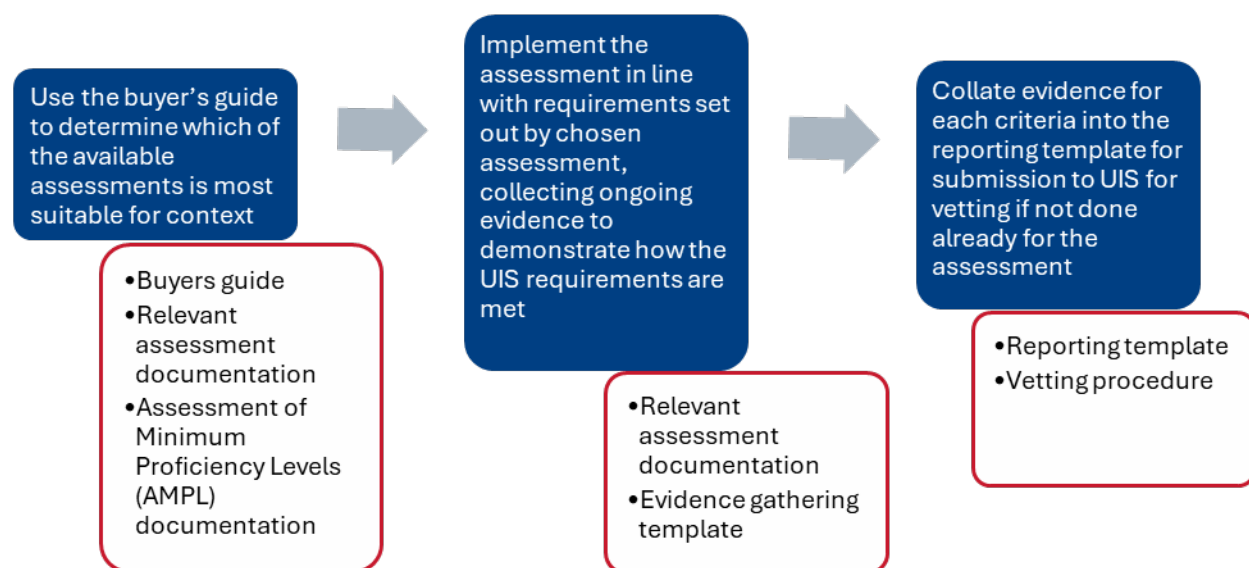 Use the buyer's guide
to determine which of
the available
assessments is most
suitable for context
•Buyers guide
•Relevant
assessment
documentation
•Assessment of
Minimum
Proficiency Levels
(AMPL)
documentation
Implement the
assessment in line
with requirements set
out by chosen
assessment,
collecting ongoing
evidence to
demonstrate how the
UIS requirements are
met
•Relevant
assessment
documentation
•Evidence gathering
template
Collate evidence for
each criteria into the
reporting template for
submission to UIS for
vetting if not done
already for the
assessment
•Reporting template
•Vetting procedure